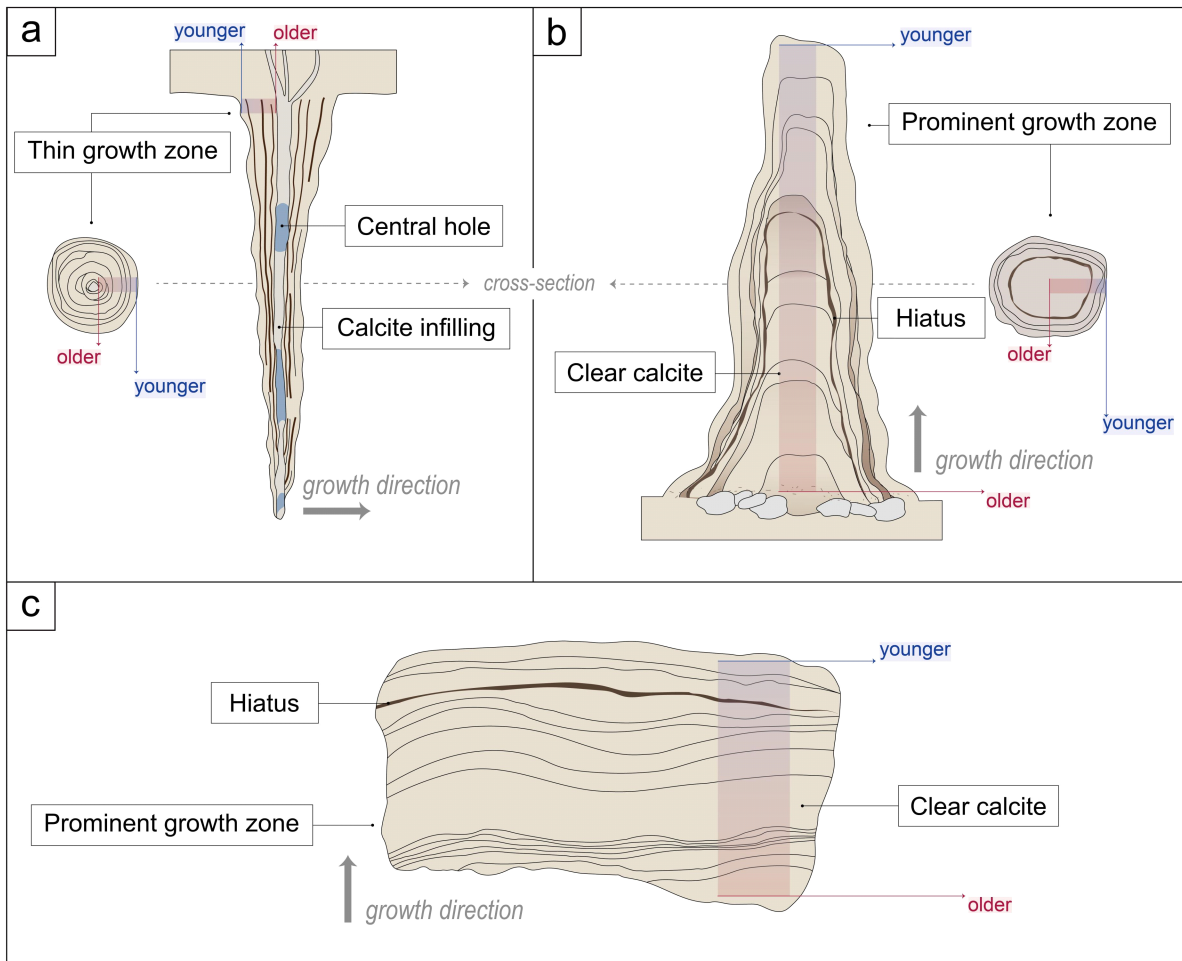 a
younger
older
Thin growth zone
Central hole
cross-section
Calcite infilling
older
younger
growth direction
b
younger
Prominent growth zone
Hiatus
Clear calcite
older
younger
growth direction
older
c
younger
Hiatus
Clear calcite
Prominent growth zone
older
growth direction